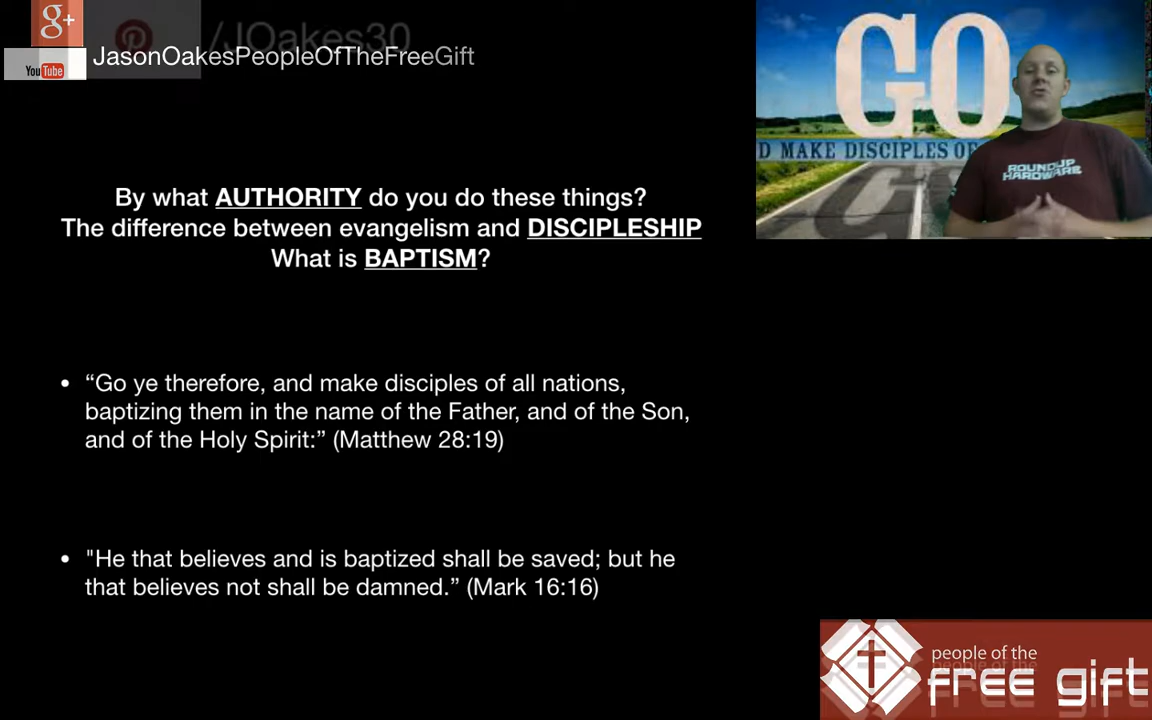 g+
/JOakes30
You Tube
JasonOakesPeopleOfTheFreeGift
GO
D MAKE DISCIPLES OF
ROUNDUP
HARDWARE
By what AUTHORITY do you do these things?
The difference between evangelism and DISCIPLESHIP
What is BAPTISM?
• “Go ye therefore, and make disciples of all nations,
baptizing them in the name of the Father, and of the Son,
and of the Holy Spirit:” (Matthew 28:19)
• "He that believes and is baptized shall be saved; but he
that believes not shall be damned.” (Mark 16:16)
people of the
free gift